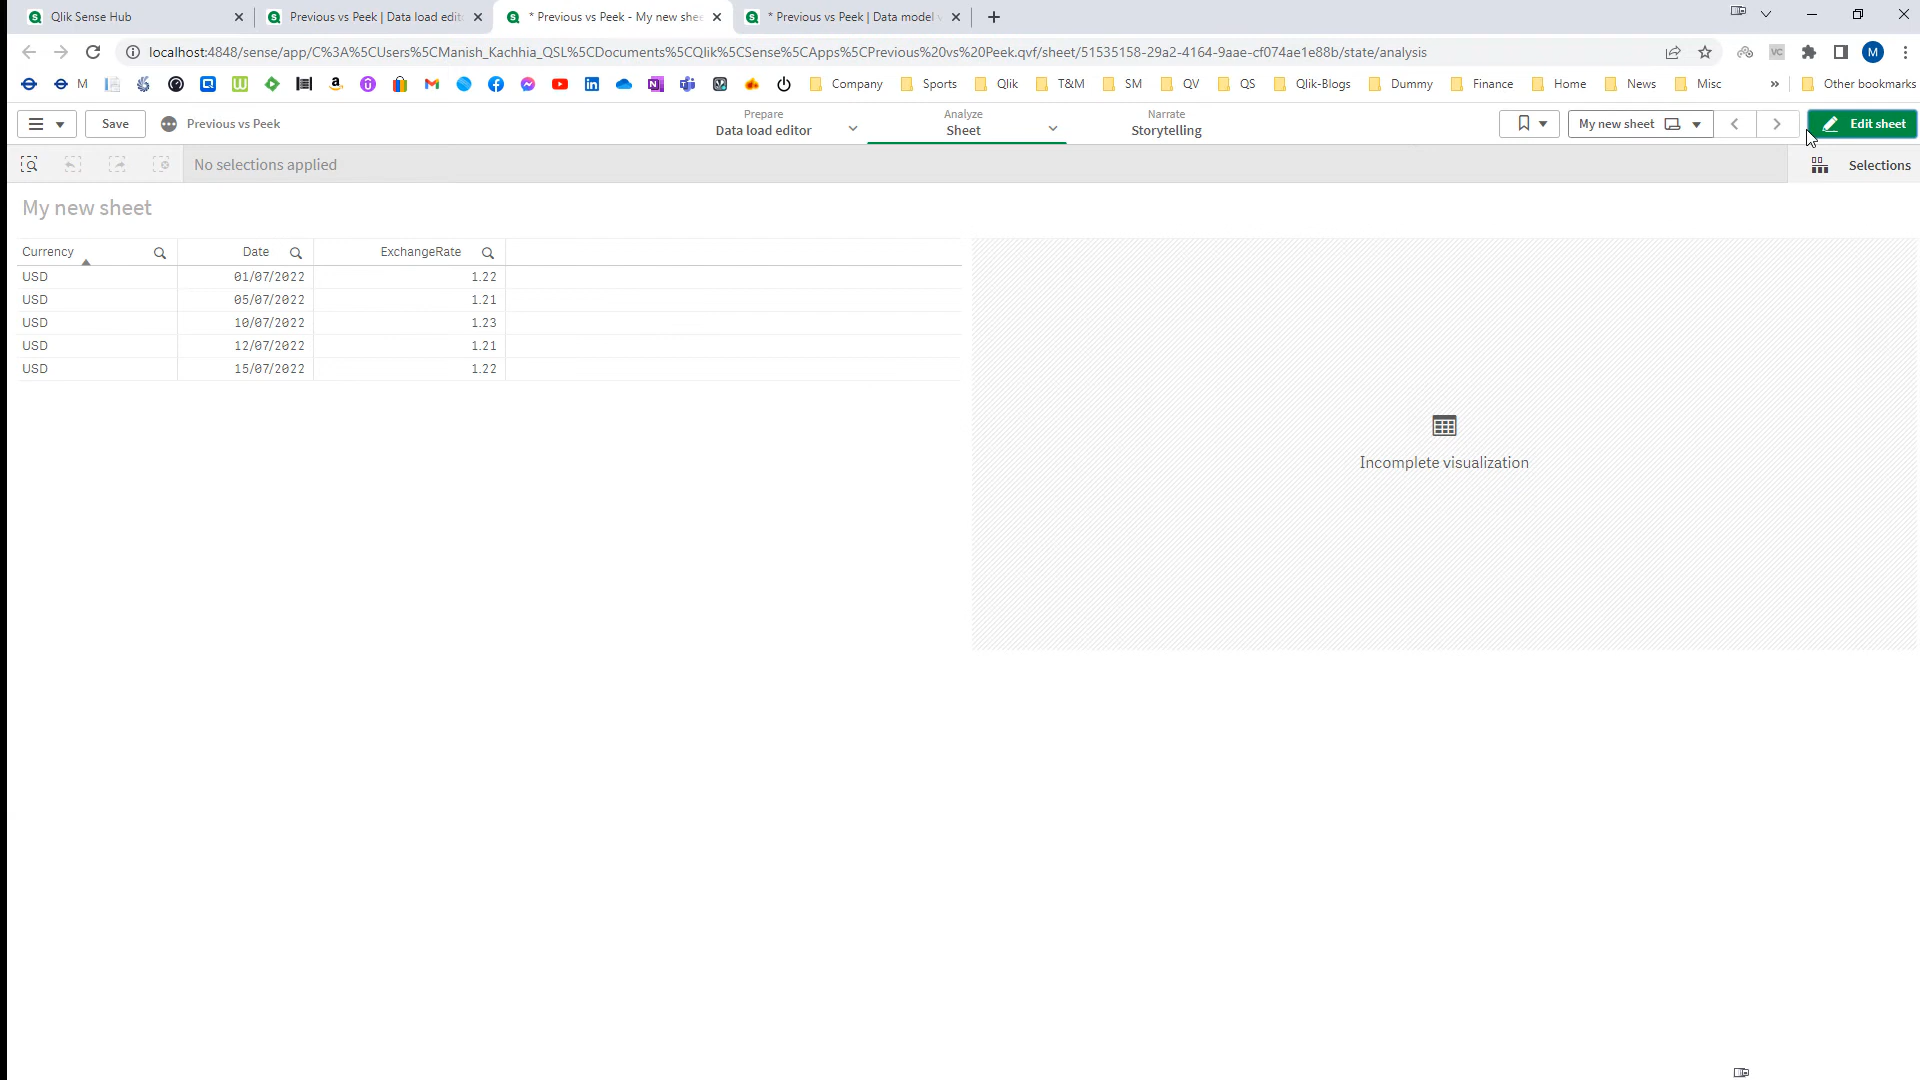 Qlik Sense Hub
Previous vs Peek | Data load edit
* Previous vs Peek - My new shee
* Previous vs Peek | Data model v
localhost:4848/sense/app/C%3A%5CUsers%5CManish_Kachhia_QSL%5CDocuments%5CQlik%5CSense%5CApps%5CPrevious%20vs%20Peek.qvf/sheet/51535158-29a2-4164-9aae-cf074ae1e88b/state/analysis
VC
M
M
Company
Sports
Qlik
T&M
SM
QV
QS
Qlik-Blogs
Dummy
Finance
Home
News
Misc
»
Other bookmarks
Save
Previous vs Peek
Prepare
Data load editor
Analyze
Sheet
Narrate
Storytelling
My new sheet
Edit sheet
No selections applied
Selections
My new sheet
Currency Date ExchangeRate
USD 01/07/2022 1.22
USD 05/07/2022 1.21
USD 10/07/2022 1.23
USD 12/07/2022 1.21
USD 15/07/2022 1.22
Incomplete visualization